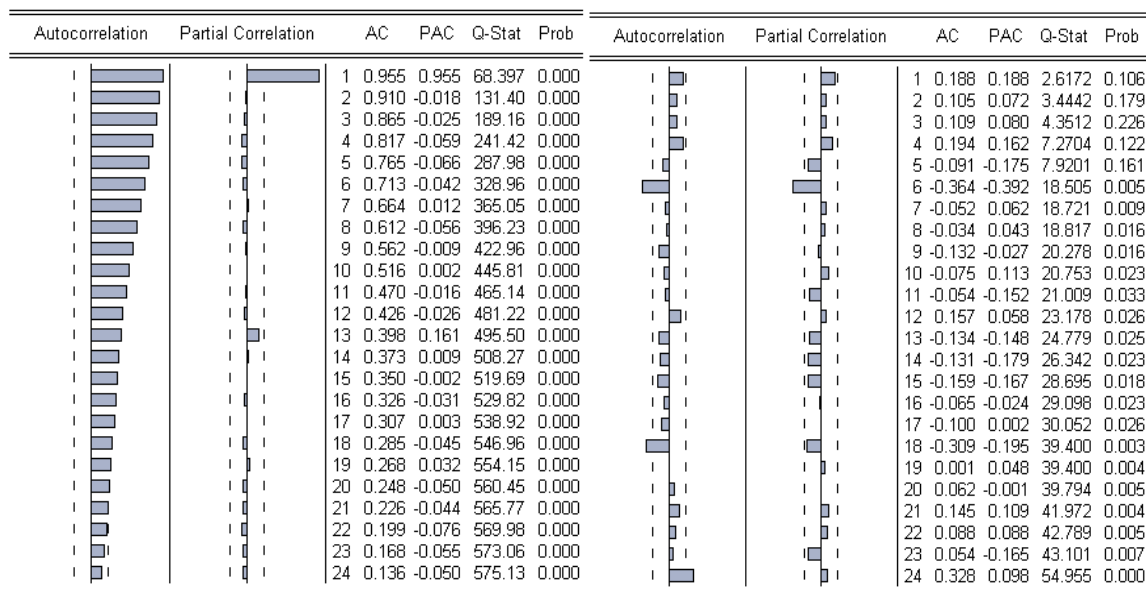 Autocorrelation Partial Correlation AC PAC Q-Stat Prob
1 0.955 0.955 68.397 0.000
2 0.910 -0.018 131.40 0.000
3 0.865 -0.025 189.16 0.000
4 0.817 -0.059 241.42 0.000
5 0.765 -0.066 287.98 0.000
6 0.713 -0.042 328.96 0.000
7 0.664 0.012 365.05 0.000
8 0.612 -0.056 396.23 0.000
9 0.562 -0.009 422.96 0.000
10 0.516 0.002 445.81 0.000
11 0.470 -0.016 465.14 0.000
12 0.426 -0.026 481.22 0.000
13 0.398 0.161 495.50 0.000
14 0.373 0.009 508.27 0.000
15 0.350 -0.002 519.69 0.000
16 0.326 -0.031 529.82 0.000
17 0.307 0.003 538.92 0.000
18 0.285 -0.045 546.96 0.000
19 0.268 0.032 554.15 0.000
20 0.248 -0.050 560.45 0.000
21 0.226 -0.044 565.77 0.000
22 0.199 -0.076 569.98 0.000
23 0.168 -0.055 573.06 0.000
24 0.136 -0.050 575.13 0.000
Autocorrelation Partial Correlation AC PAC Q-Stat Prob
1 0.188 0.188 2.6172 0.106
2 0.105 0.072 3.4442 0.179
3 0.109 0.080 4.3512 0.226
4 0.194 0.162 7.2704 0.122
5 -0.091 -0.175 7.9201 0.161
6 -0.364 -0.392 18.505 0.005
7 -0.052 0.062 18.721 0.009
8 -0.034 0.043 18.817 0.016
9 -0.132 -0.027 20.278 0.016
10 -0.075 0.113 20.753 0.023
11 -0.054 -0.152 21.009 0.033
12 0.157 0.058 23.178 0.026
13 -0.134 -0.148 24.779 0.025
14 -0.131 -0.179 26.342 0.023
15 -0.159 -0.167 28.695 0.018
16 -0.065 -0.024 29.098 0.023
17 -0.100 0.002 30.052 0.026
18 -0.309 -0.195 39.400 0.003
19 0.001 0.048 39.400 0.004
20 0.062 -0.001 39.794 0.005
21 0.145 0.109 41.972 0.004
22 0.088 0.088 42.789 0.005
23 0.054 -0.165 43.101 0.007
24 0.328 0.098 54.955 0.000